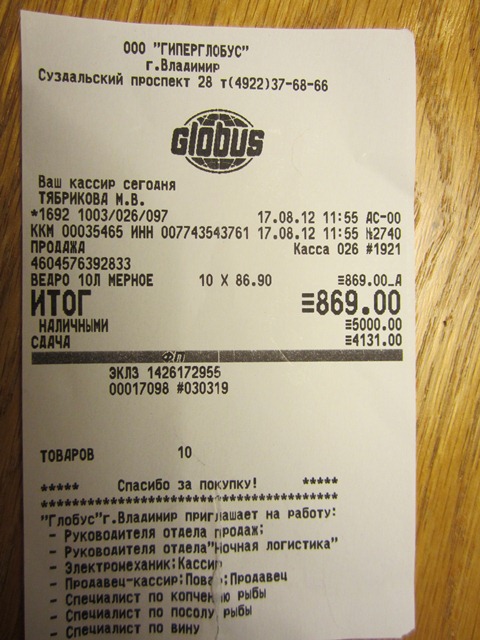 ООО "ГИПЕРГЛОБУС"
г.Владимир
Суздальский проспект 28 т(4922)37-68-66
GLOBUS
Ваш кассир сегодня
ТЯБРИКОВА М.В.
*1692 1003/026/097 17.08.12 11:55 АС-00
ККМ 00035465 ИНН 007743543761 17.08.12 11:55 №2740
ПРОДАЖА Касса 026 #1921
4604576392833
ВЕДРО 10Л МЕРНОЕ 10 X 86.90 ≡869.00_А
ИТОГ ≡869.00
НАЛИЧНЫМИ ≡5000.00
СДАЧА ≡4131.00
ФП
ЭКЛЗ 1426172955
00017098 #030319
ТОВАРОВ 10
***** Спасибо за покупку! *****
****************************************
"Глобус"г.Владимир приглашает на работу:
- Руководителя отдела продаж;
- Руководителя отдела"Ночная логистика"
- Электромеханик;Кассир
- Продавец-кассир;Повар;Продавец
- Специалист по копчению рыбы
- Специалист по посолу рыбы
- Специалист по вину